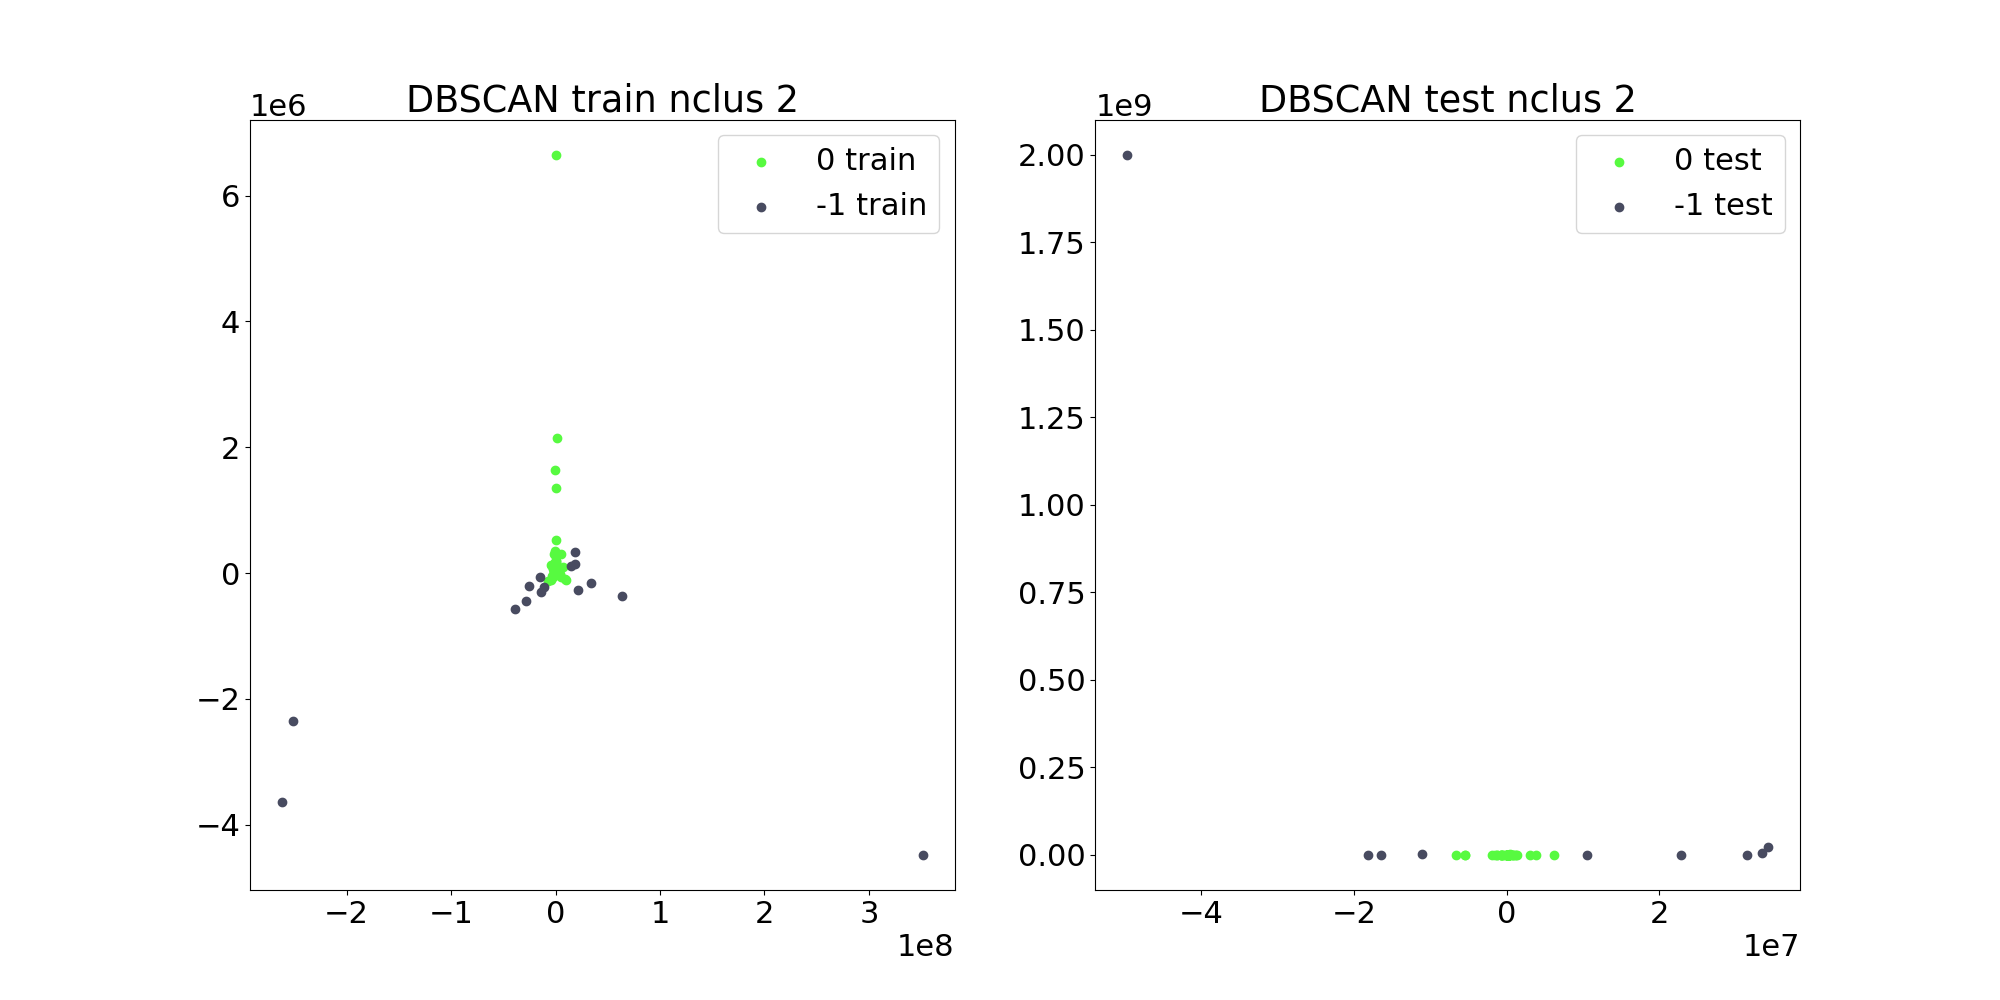 DBSCAN train nclus 2
1e6
0 train
-1 train
6
4
2
0
−2
−4
−2
−1
0
1
2
3
1e8
DBSCAN test nclus 2
1e9
0 test
-1 test
2.00
1.75
1.50
1.25
1.00
0.75
0.50
0.25
0.00
−4
−2
0
2
1e7